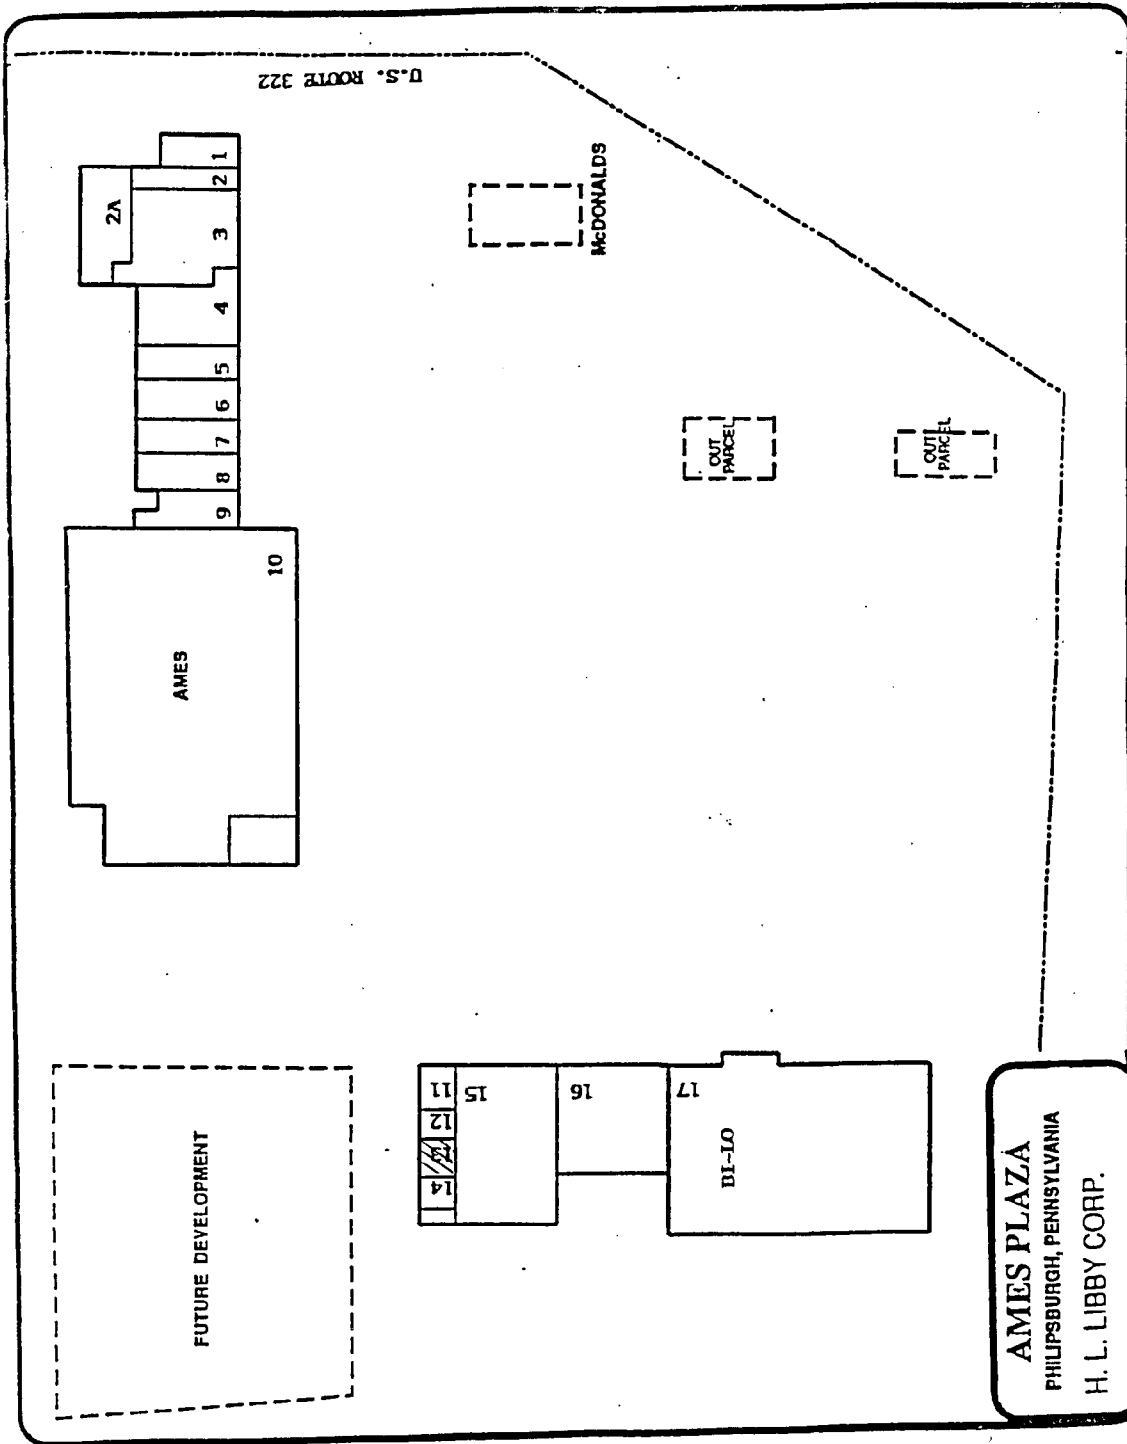 U.S. ROUTE 322
1
2
2A
3
4
5
6
7
8
9
10
AMES
McDONALDS
OUT
PARCEL
OUT
PARCEL
FUTURE DEVELOPMENT
11
12
13
14
15
16
17
BI-LO
AMES PLAZA
PHILIPSBURGH, PENNSYLVANIA
H. L. LIBBY CORP.